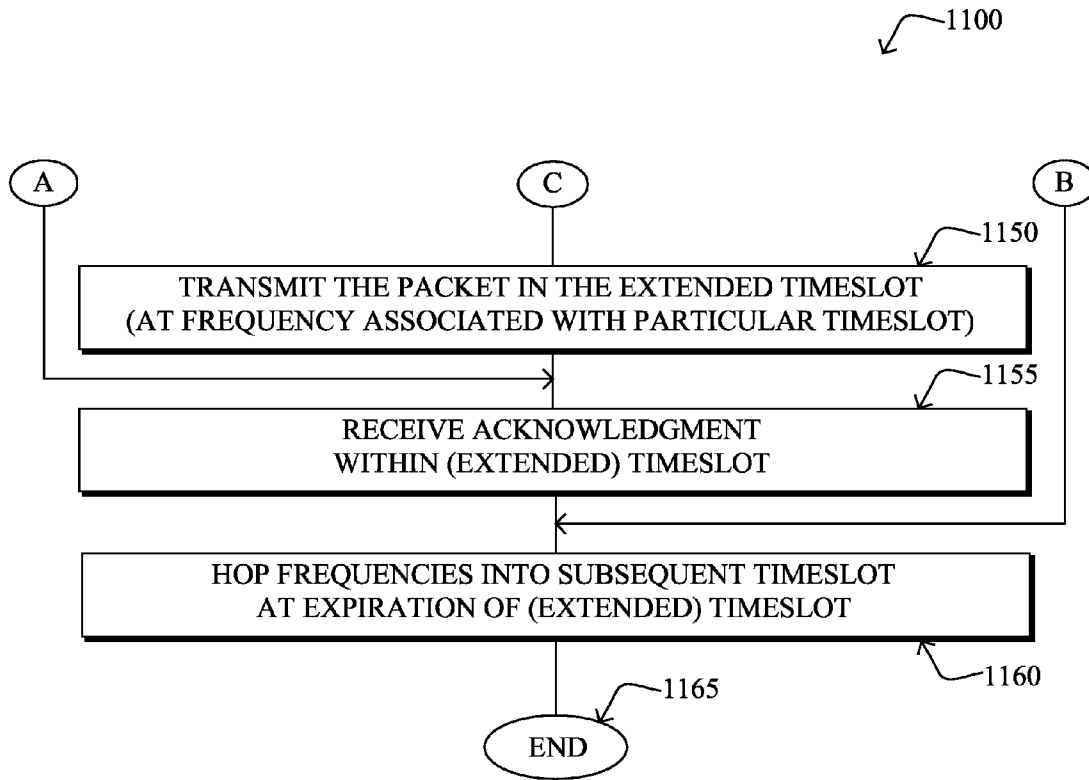 1100
A
C
B
1150
TRANSMIT THE PACKET IN THE EXTENDED TIMESLOT
(AT FREQUENCY ASSOCIATED WITH PARTICULAR TIMESLOT)
1155
RECEIVE ACKNOWLEDGMENT
WITHIN (EXTENDED) TIMESLOT
HOP FREQUENCIES INTO SUBSEQUENT TIMESLOT
AT EXPIRATION OF (EXTENDED) TIMESLOT
1160
1165
END